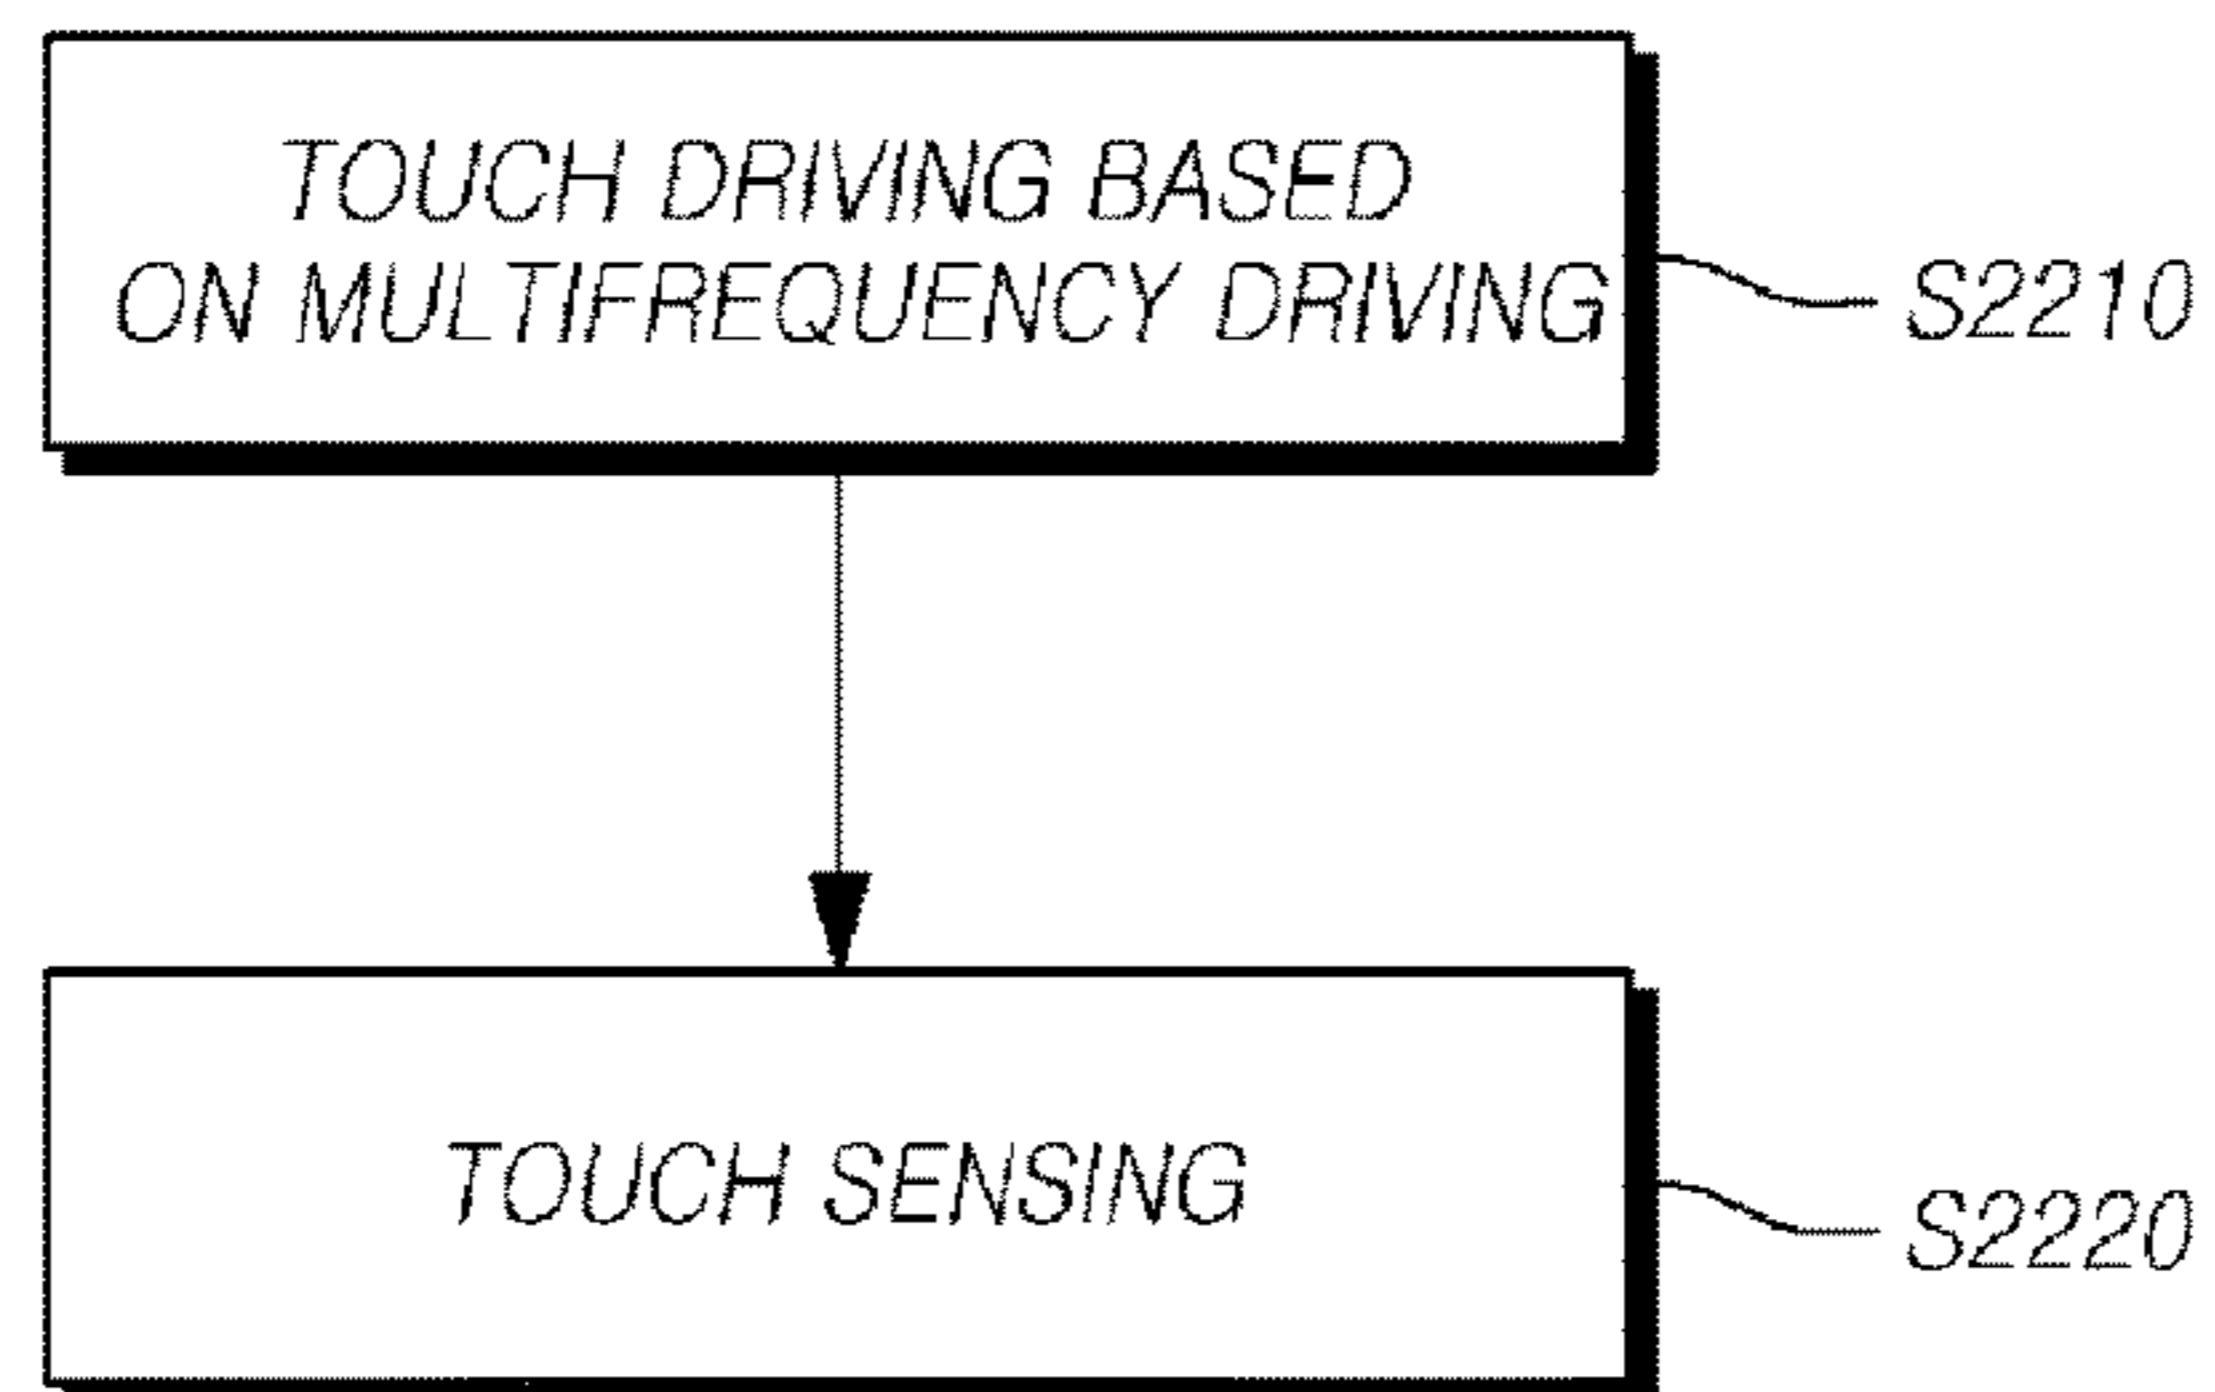 TOUCH DRIVING BASED
ON MULTIFREQUENCY DRIVING
S2210
TOUCH SENSING
S2220